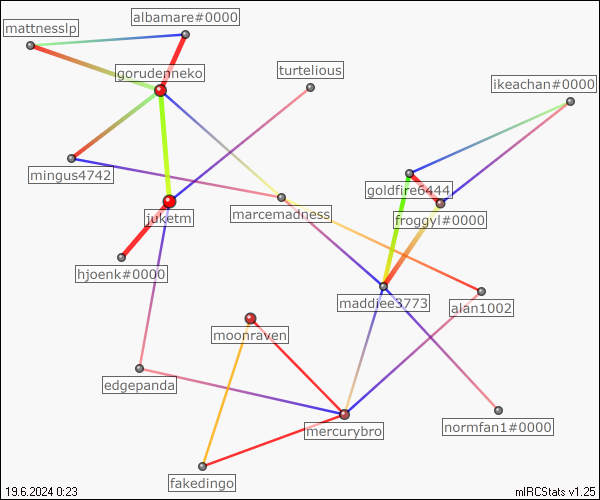 albamare#0000
mattnesslp
gorudenneko
turtelious
ikeachan#0000
mingus4742
goldfire6444
marcemadness
juketm
froggyl#0000
hjoenk#0000
maddiee3773
alan1002
moonraven
edgepanda
mercurybro
normfan1#0000
fakedingo
19.6.2024 0:23
mIRCStats v1.25